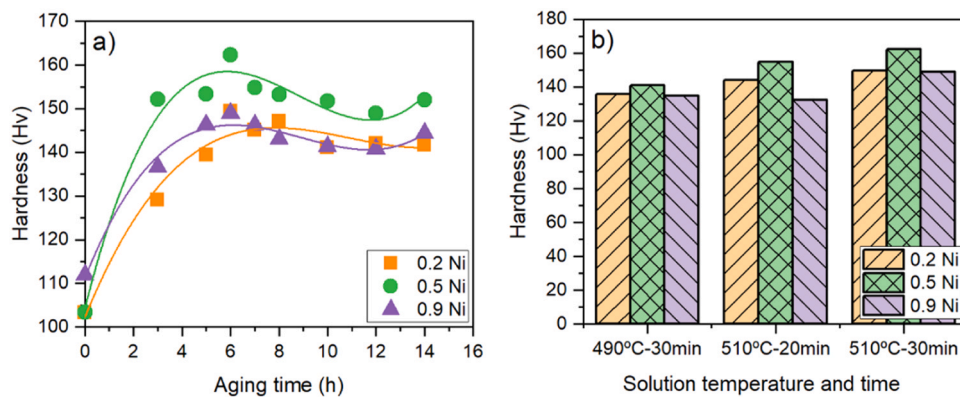 a)
170
160
150
140
130
120
110
100
Hardness (Hv)
0 2 4 6 8 10 12 14 16
Aging time (h)
0.2 Ni
0.5 Ni
0.9 Ni
b)
180
160
140
120
100
80
60
40
20
0
Hardness (Hv)
490ºC-30min 510ºC-20min 510ºC-30min
Solution temperature and time
0.2 Ni
0.5 Ni
0.9 Ni